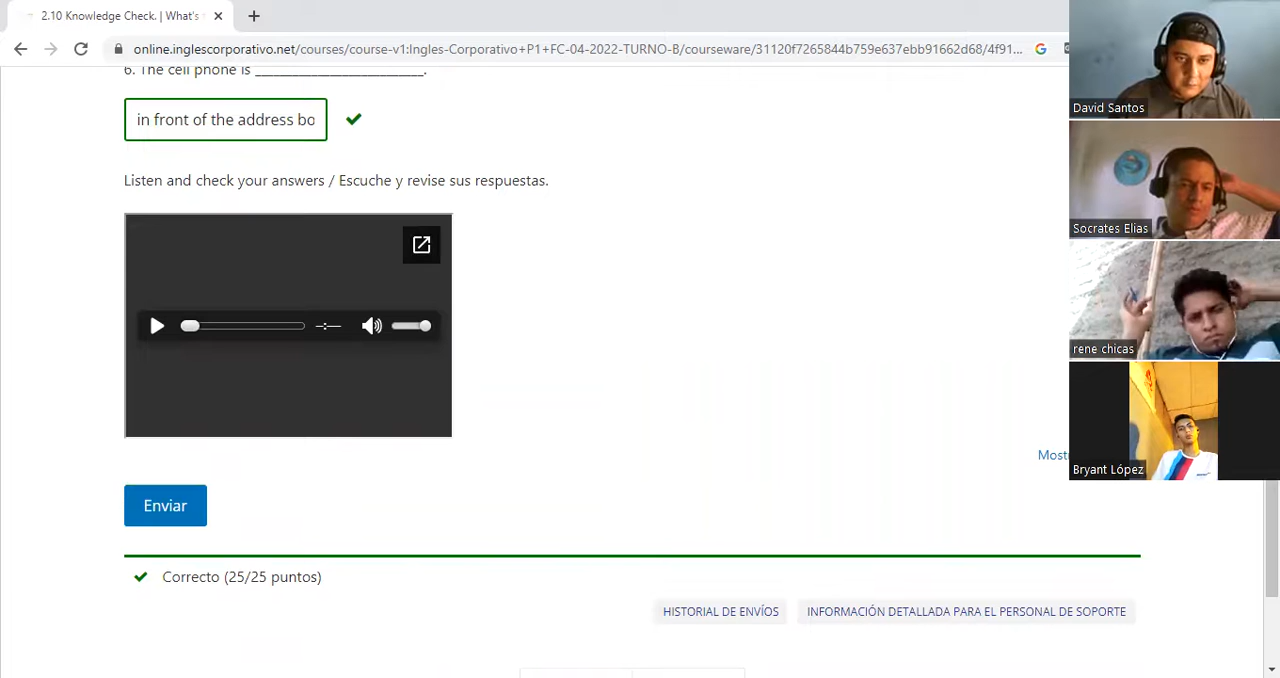 2.10 Knowledge Check. | What's
online.inglescorporativo.net/courses/course-v1:Ingles-Corporativo+P1+FC-04-2022-TURNO-B/courseware/31120f7265844b759e637ebb91662d68/4f91...
6. The cell phone is _________________________.
in front of the address bo
Listen and check your answers / Escuche y revise sus respuestas.
--:--
Most
Enviar
Correcto (25/25 puntos)
HISTORIAL DE ENVÍOS
INFORMACIÓN DETALLADA PARA EL PERSONAL DE SOPORTE
David Santos
Socrates Elias
rene chicas
Bryant López